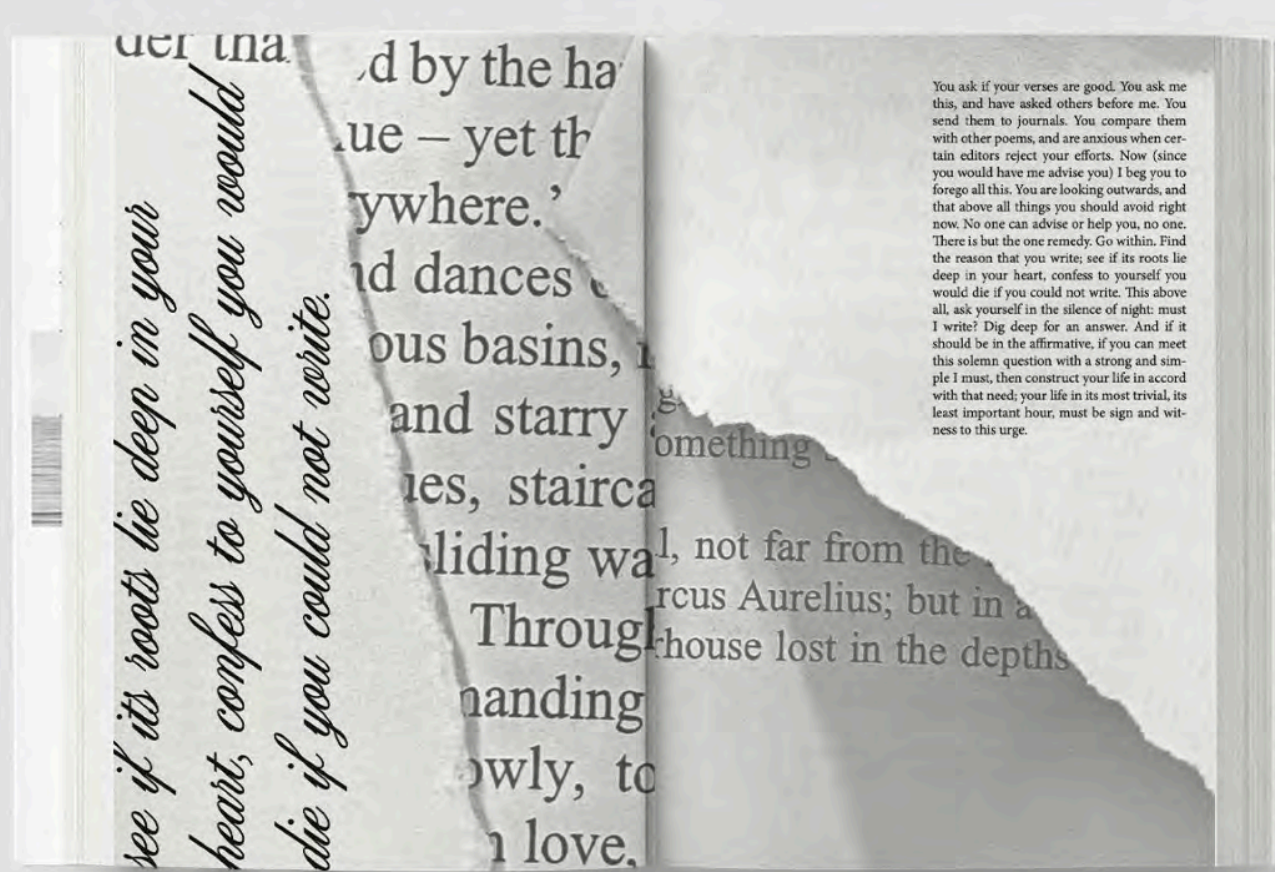 see if its roots lie deep in your
heart, confess to yourself you would
die if you could not write.
der tha
d by the ha
ue – yet th
ywhere.’
nd dances
ous basins,
and starry
ies, stairca
sliding wa
Throug
handing
owly, to
n love,
omething
l, not far from the
rcus Aurelius; but in a
rhouse lost in the depths
You ask if your verses are good. You ask me
this, and have asked others before me. You
send them to journals. You compare them
with other poems, and are anxious when cer-
tain editors reject your efforts. Now (since
you would have me advise you) I beg you to
forego all this. You are looking outwards, and
that above all things you should avoid right
now. No one can advise or help you, no one.
There is but the one remedy. Go within. Find
the reason that you write; see if its roots lie
deep in your heart, confess to yourself you
would die if you could not write. This above
all, ask yourself in the silence of night: must
I write? Dig deep for an answer. And if it
should be in the affirmative, if you can meet
this solemn question with a strong and sim-
ple I must, then construct your life in accord
with that need; your life in its most trivial, its
least important hour, must be sign and wit-
ness to this urge.